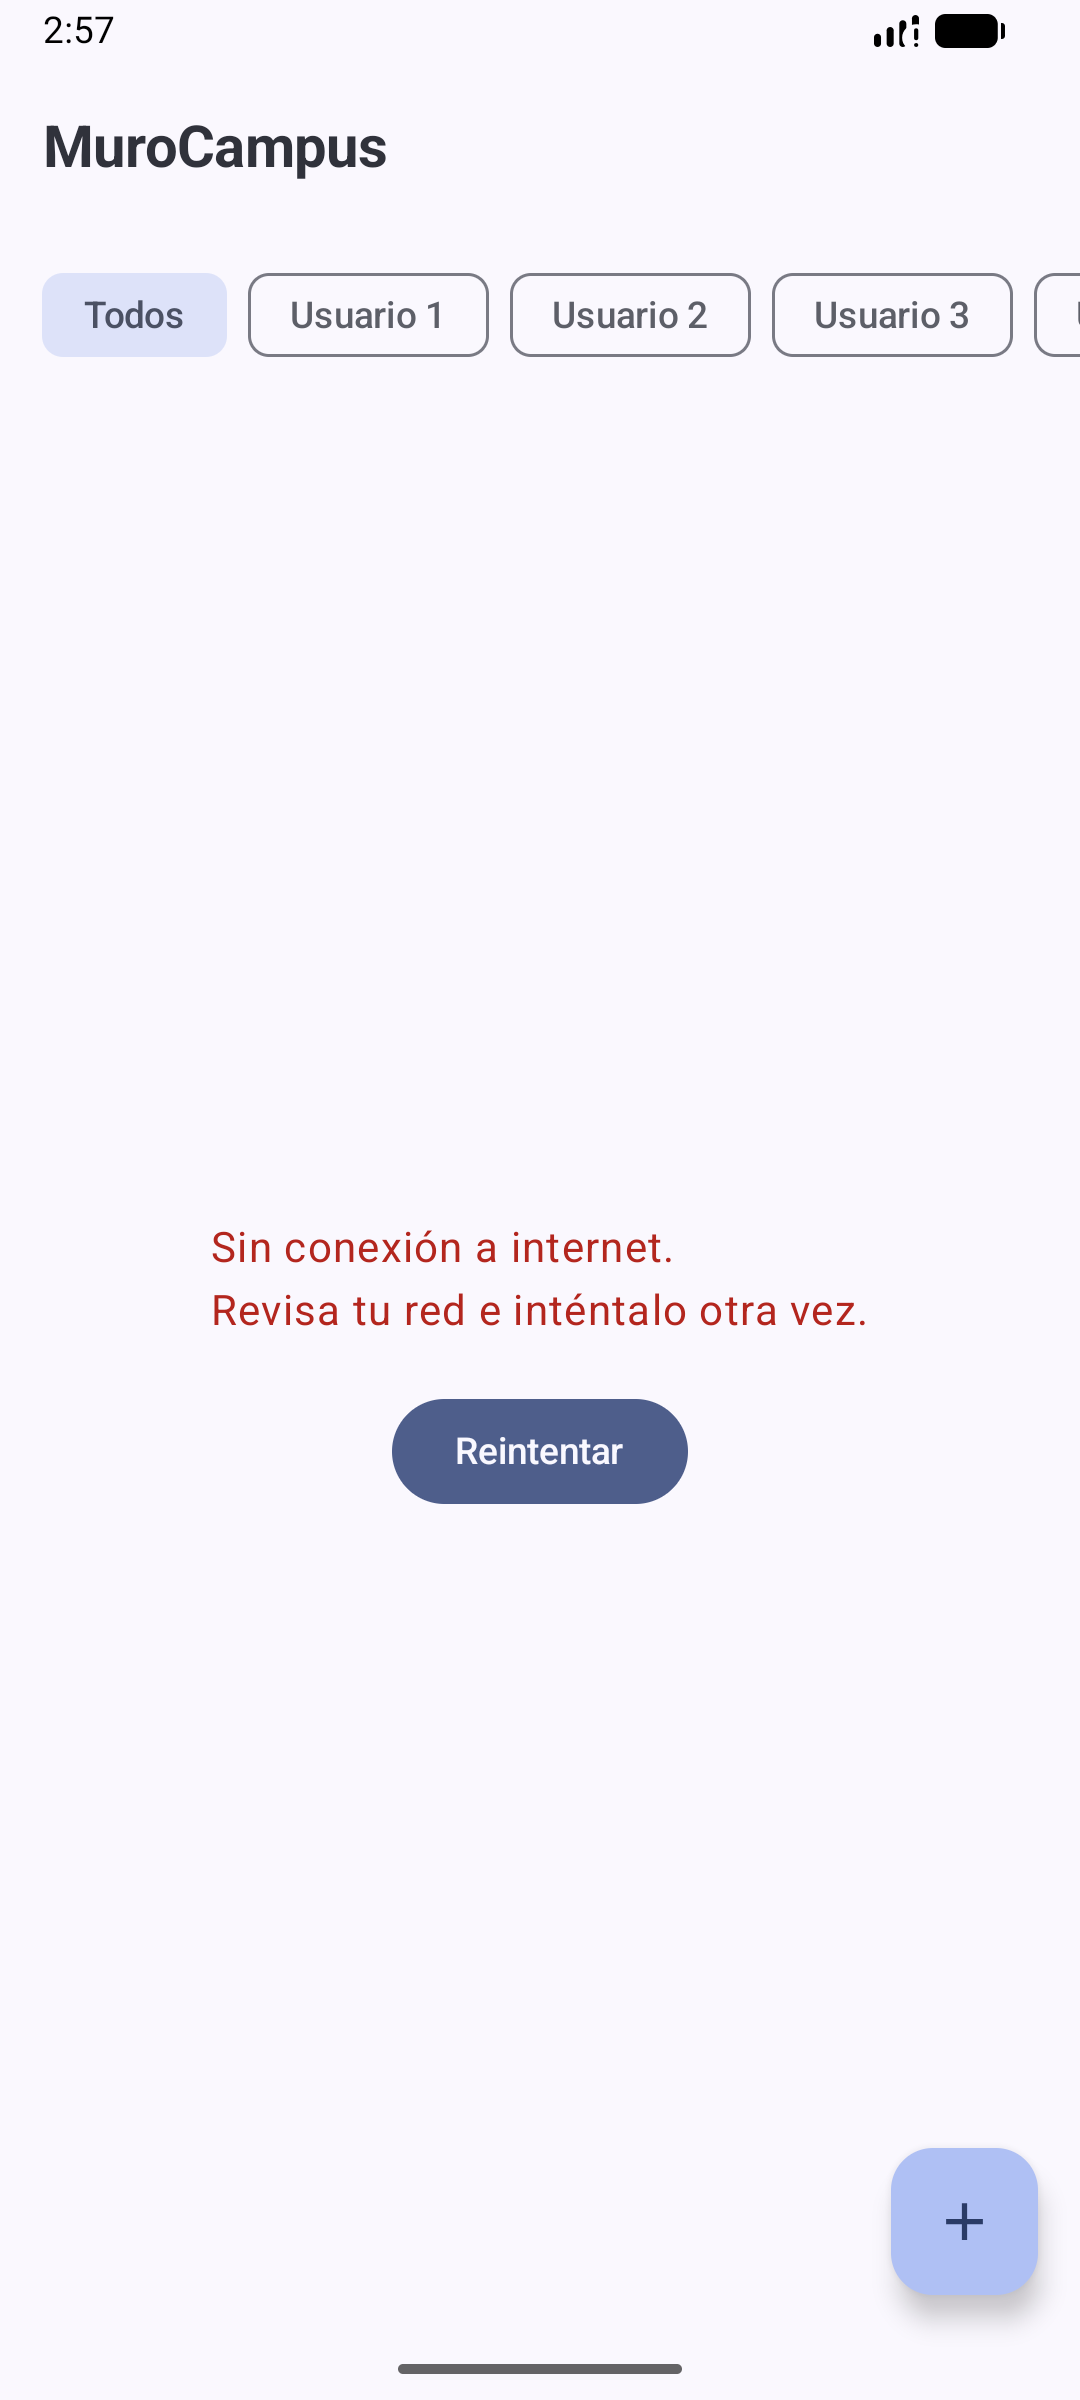 2:57
MuroCampus
Todos
Usuario 1
Usuario 2
Usuario 3
Sin conexión a internet.
Revisa tu red e inténtalo otra vez.
Reintentar